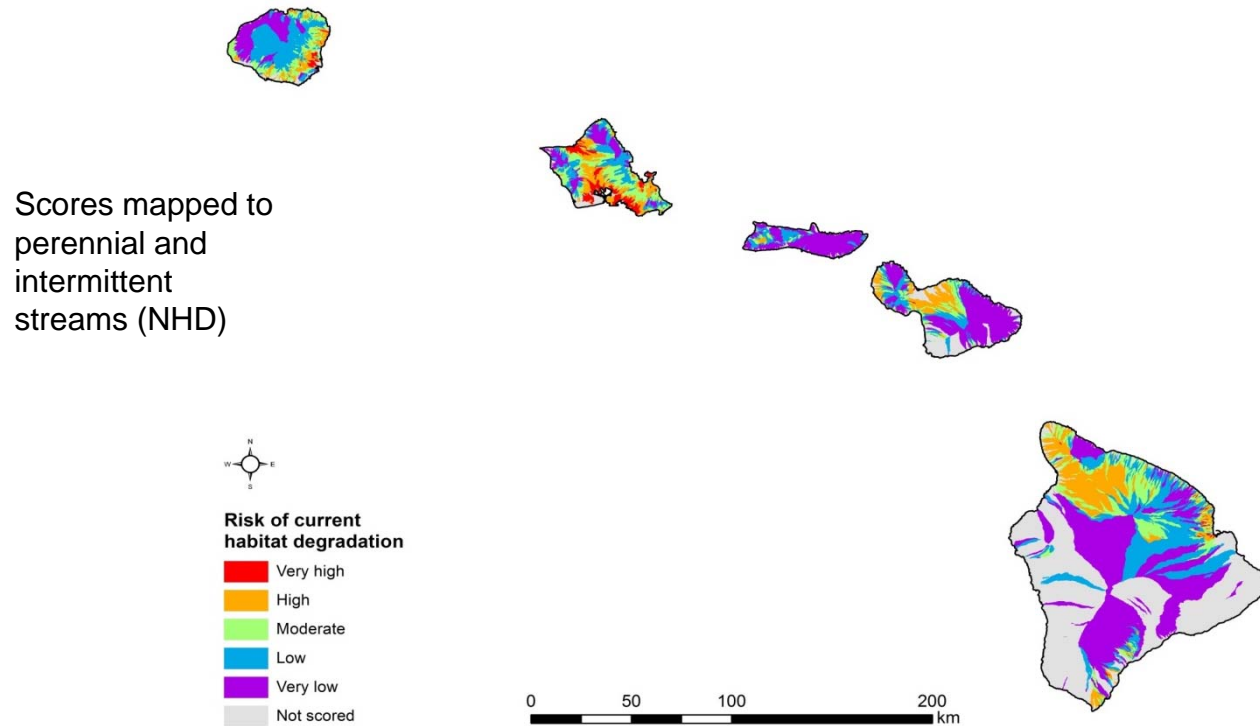 Scores mapped to
perennial and
intermittent
streams (NHD)
N
W E
S
Risk of current
habitat degradation
Very high
High
Moderate
Low
Very low
Not scored
0 50 100 200
km